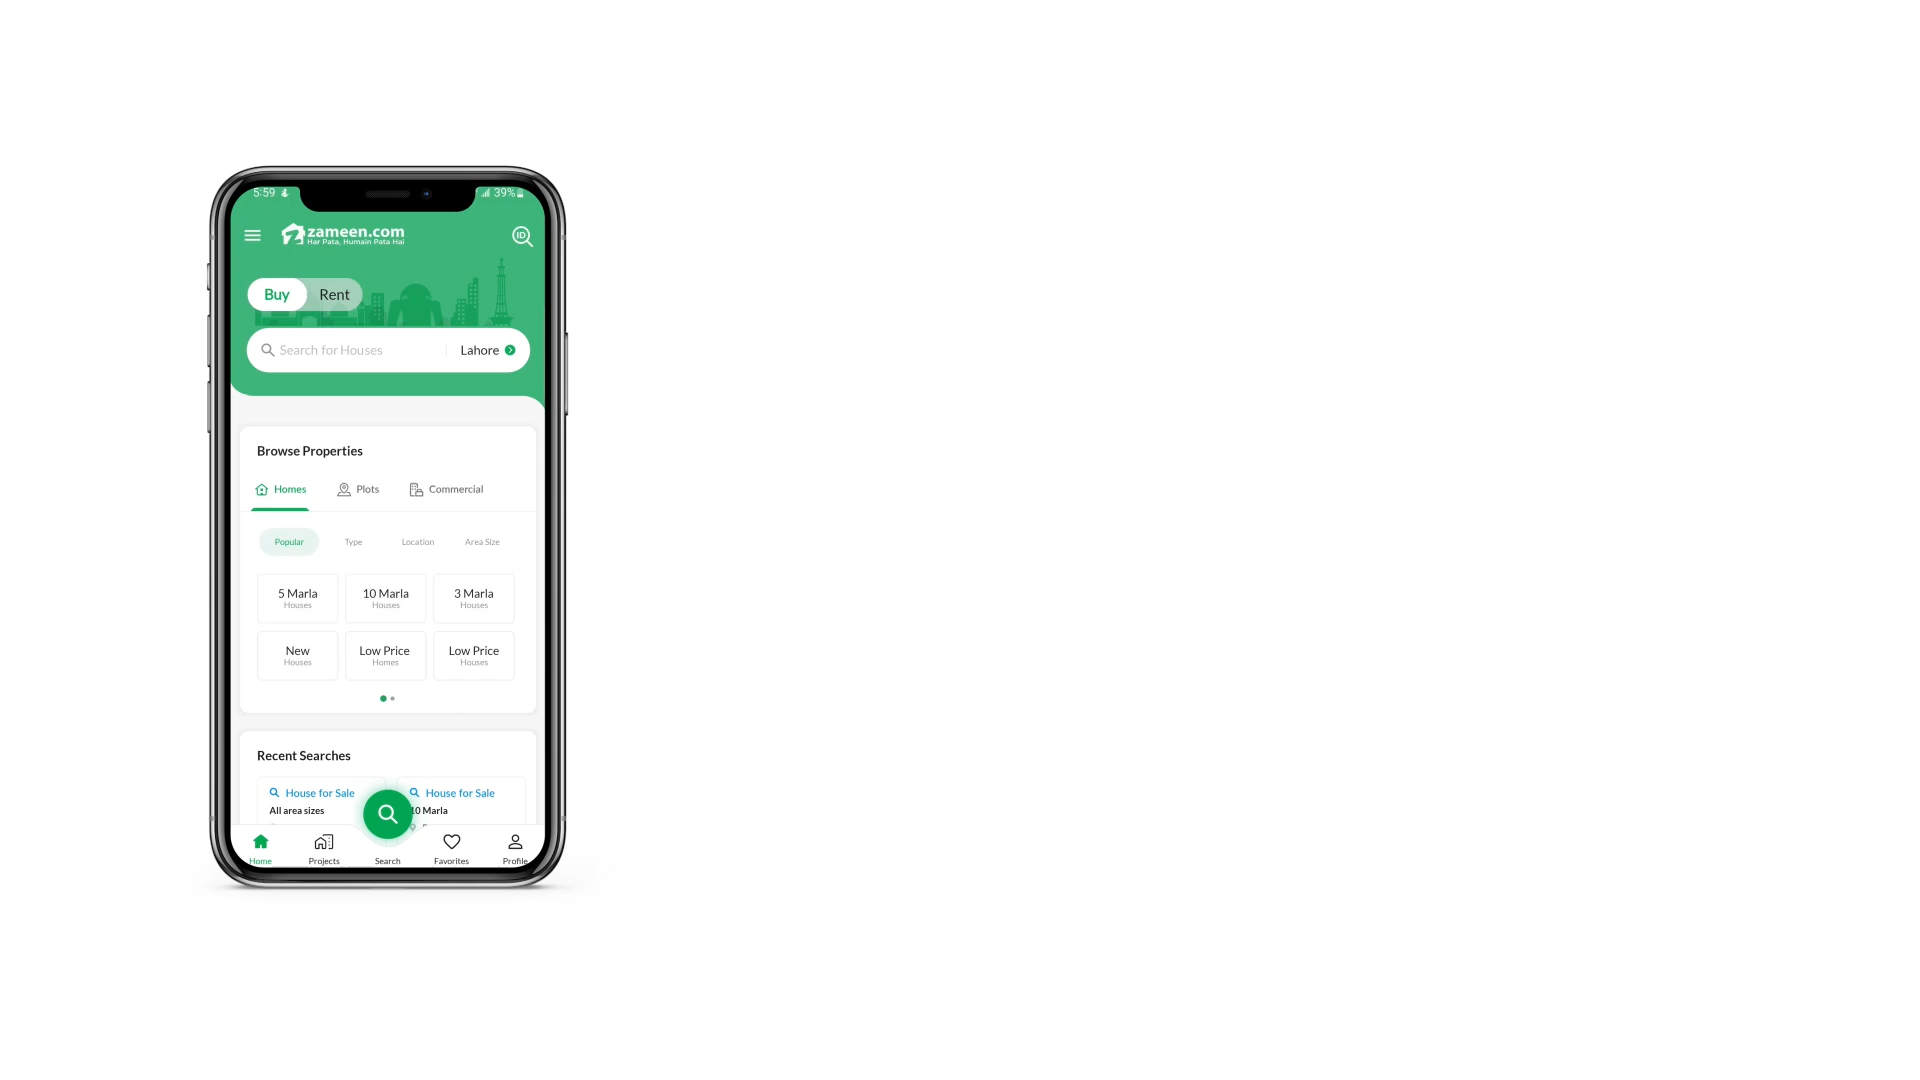 5:59
39%
zameen.com
Har Pata, Humain Pata Hai
ID
Buy Rent
Search for Houses Lahore
Browse Properties
Homes Plots Commercial
Popular Type Location Area Size
5 Marla 10 Marla 3 Marla
Houses Houses Houses
New Low Price Low Price
Houses Homes Houses
Recent Searches
House for Sale House for Sale
All area sizes 10 Marla
Home Projects Search Favorites Profile